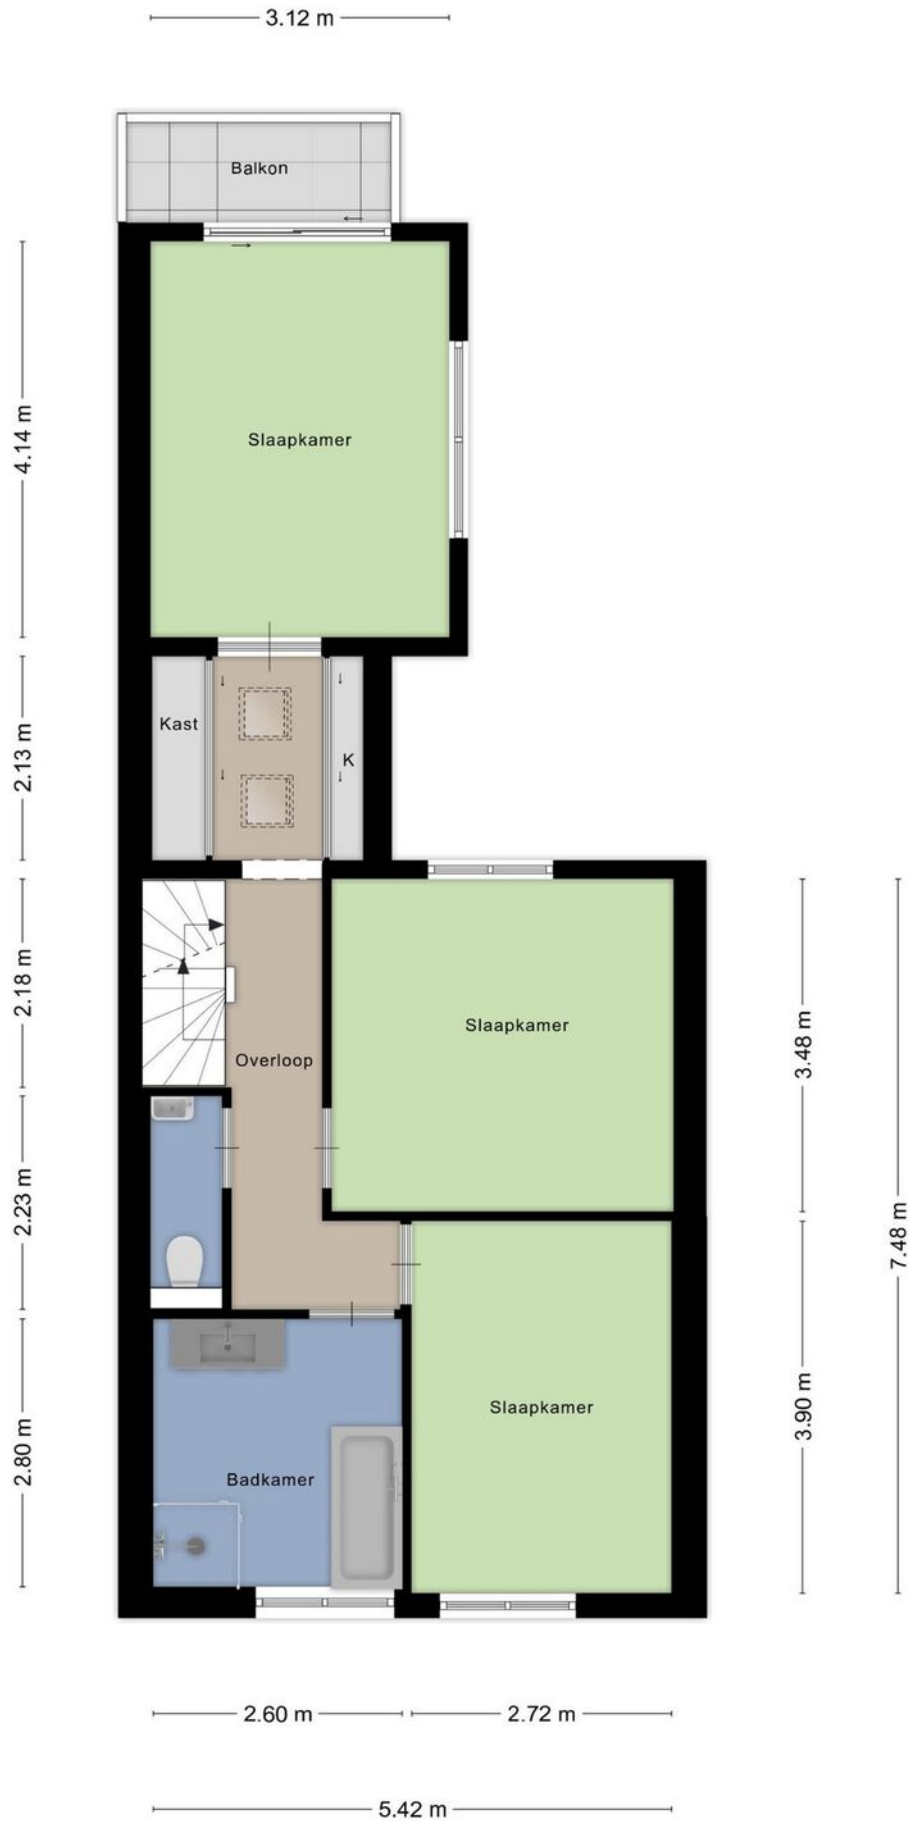 3.12 m
Balkon
4.14 m
Slaapkamer
2.13 m
Kast
K
2.18 m
Overloop
Slaapkamer
3.48 m
2.23 m
7.48 m
Slaapkamer
3.90 m
2.80 m
Badkamer
2.60 m
2.72 m
5.42 m